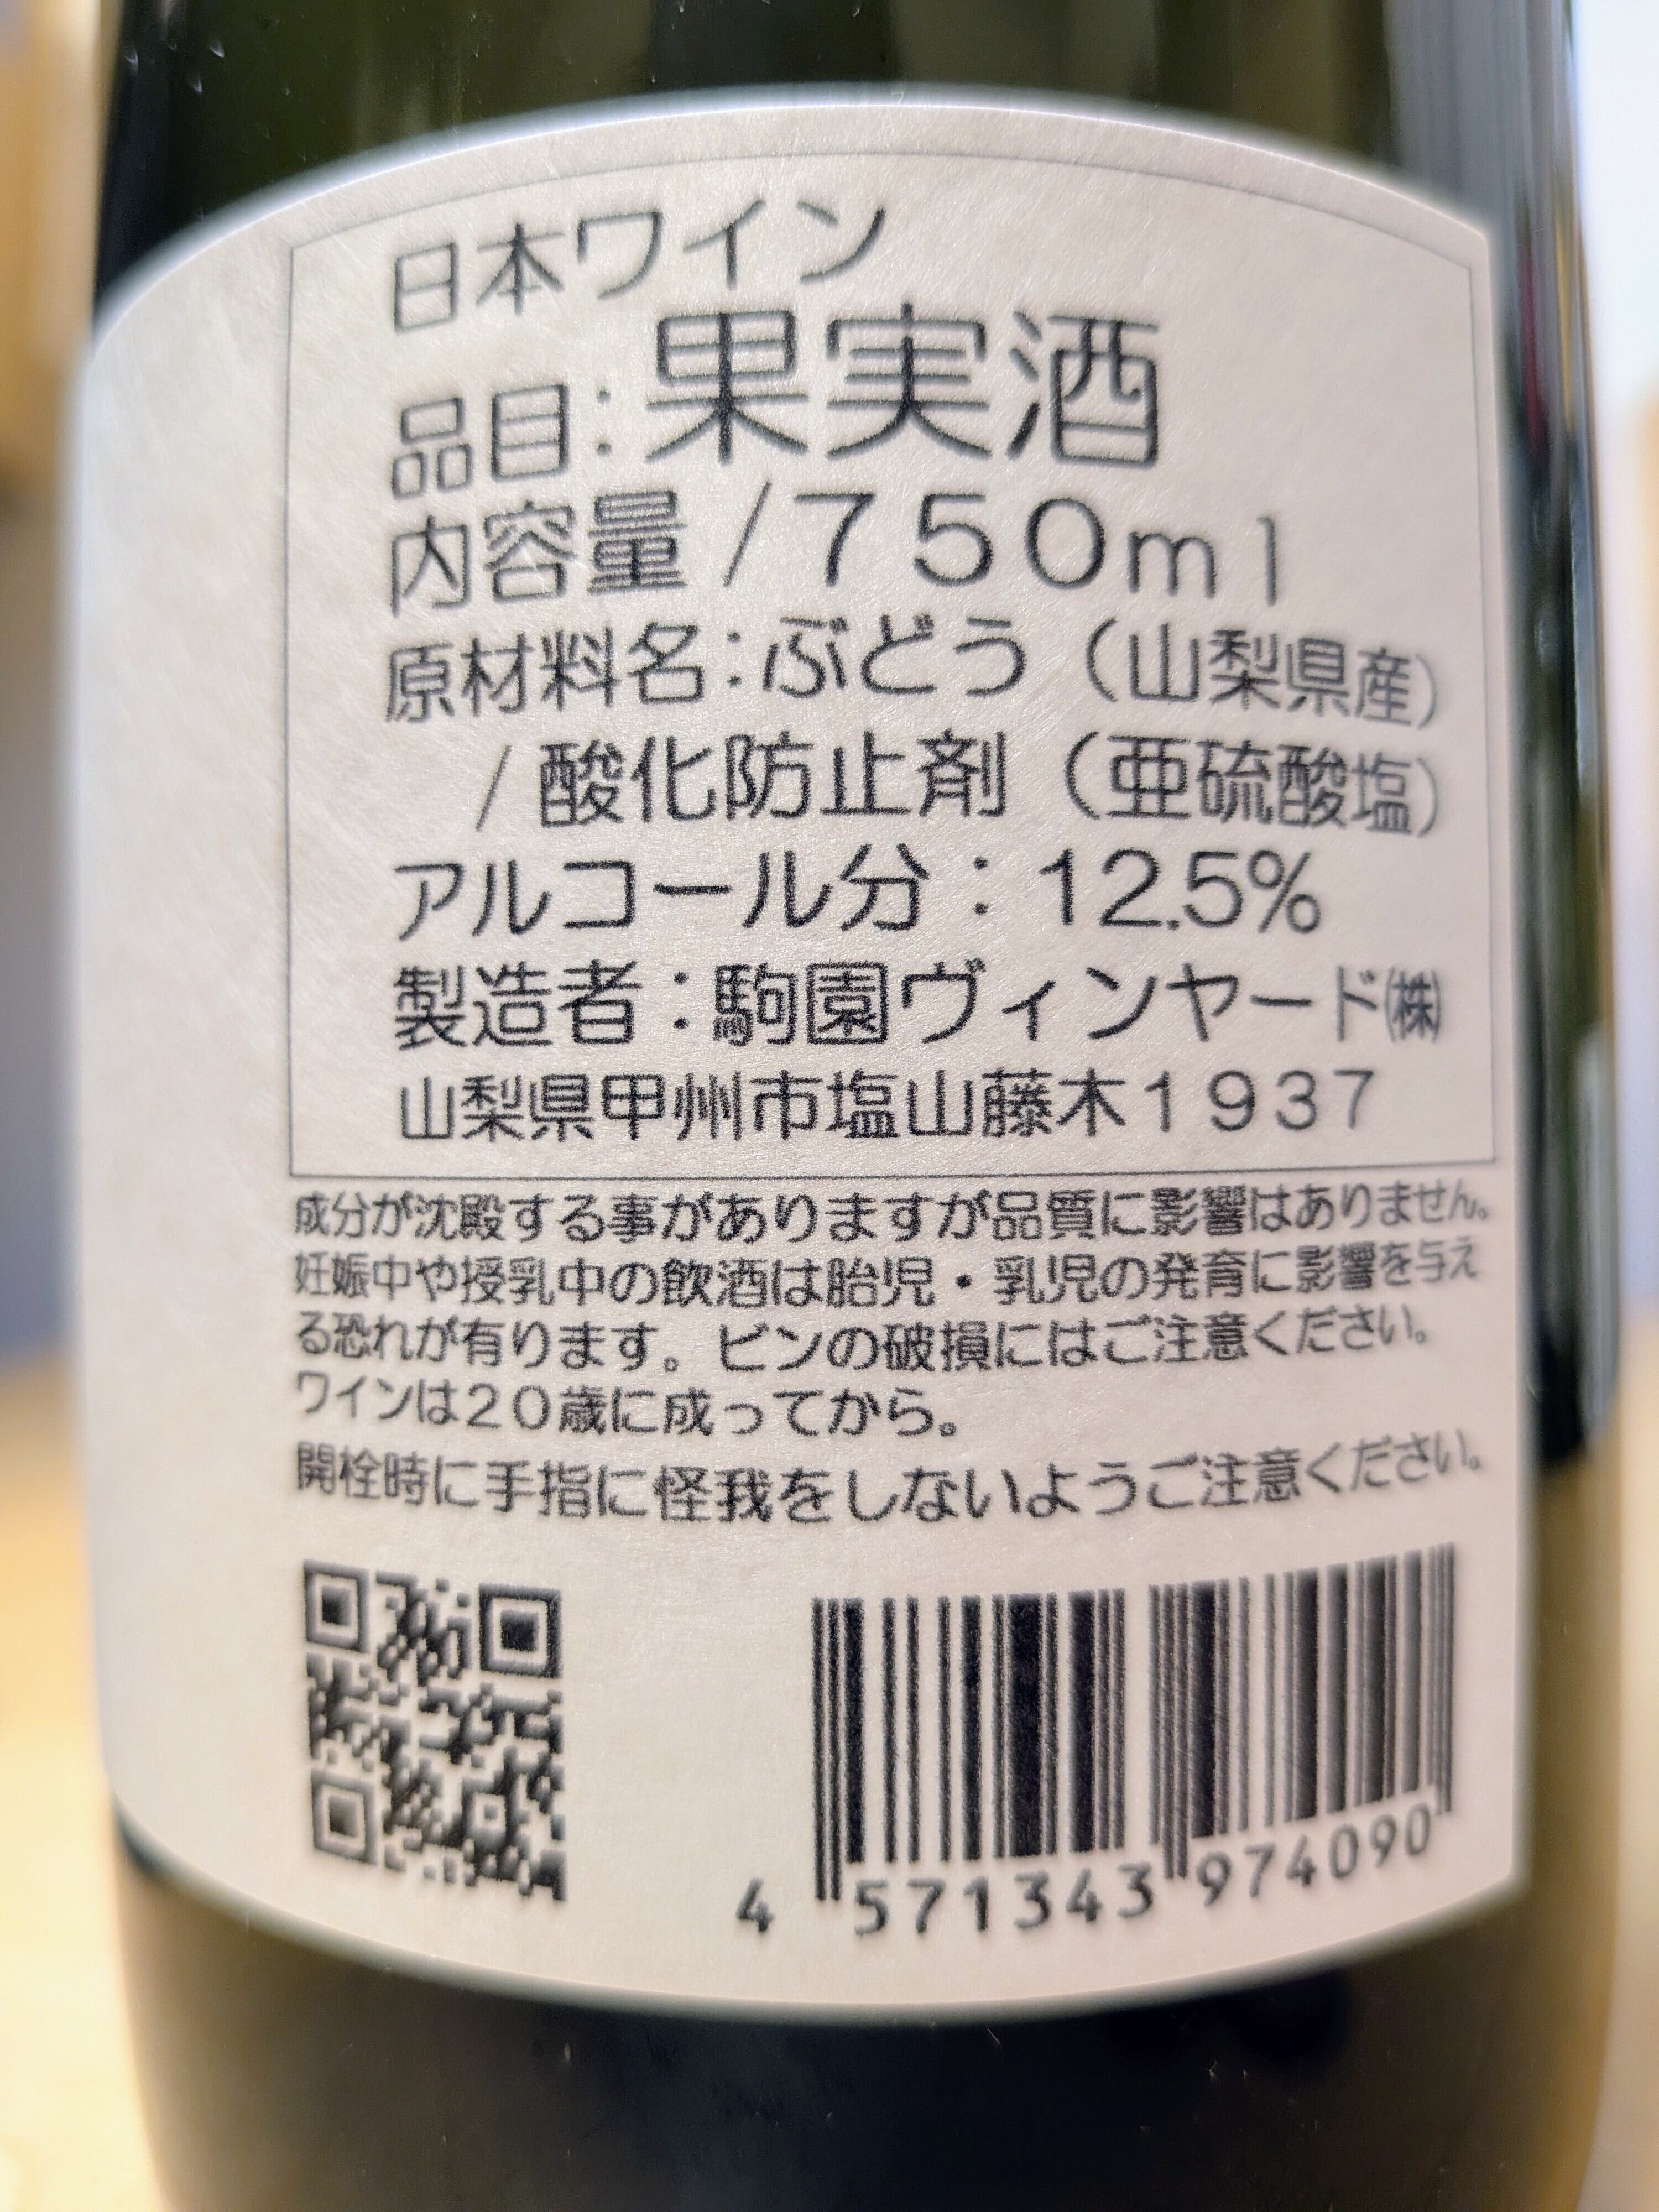 日本ワイン
品目:果実酒
内容量/750ml
原材料名:ぶどう(山梨県産)
/酸化防止剤(亜硫酸塩)
アルコール分:12.5%
製造者:駒園ヴィンヤード㈱
山梨県甲州市塩山藤木1937
成分が沈殿する事がありますが品質に影響はありません。
妊娠中や授乳中の飲酒は胎児・乳児の発育に影響を与え
る恐れが有ります。ビンの破損にはご注意ください。
ワインは20歳に成ってから。
開栓時に手指に怪我をしないようご注意ください。
4 571343 974090